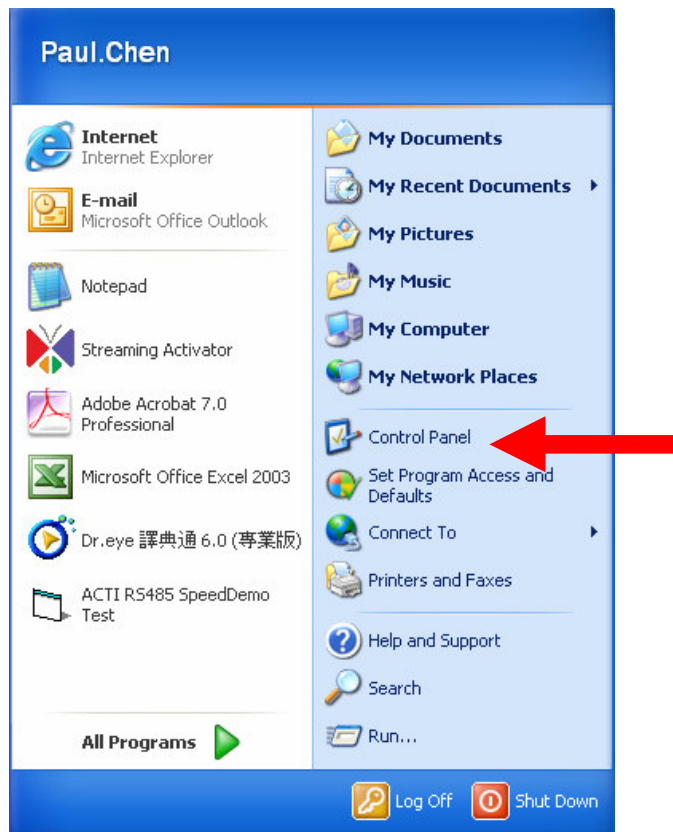 Paul.Chen
Internet
Internet Explorer
E-mail
Microsoft Office Outlook
Notepad
Streaming Activator
Adobe Acrobat 7.0
Professional
Microsoft Office Excel 2003
Dr.eye 譯典通 6.0 (專業版)
ACTI RS485 SpeedDemo
Test
All Programs
My Documents
My Recent Documents
My Pictures
My Music
My Computer
My Network Places
Control Panel
Set Program Access and
Defaults
Connect To
Printers and Faxes
Help and Support
Search
Run...
Log Off
Shut Down